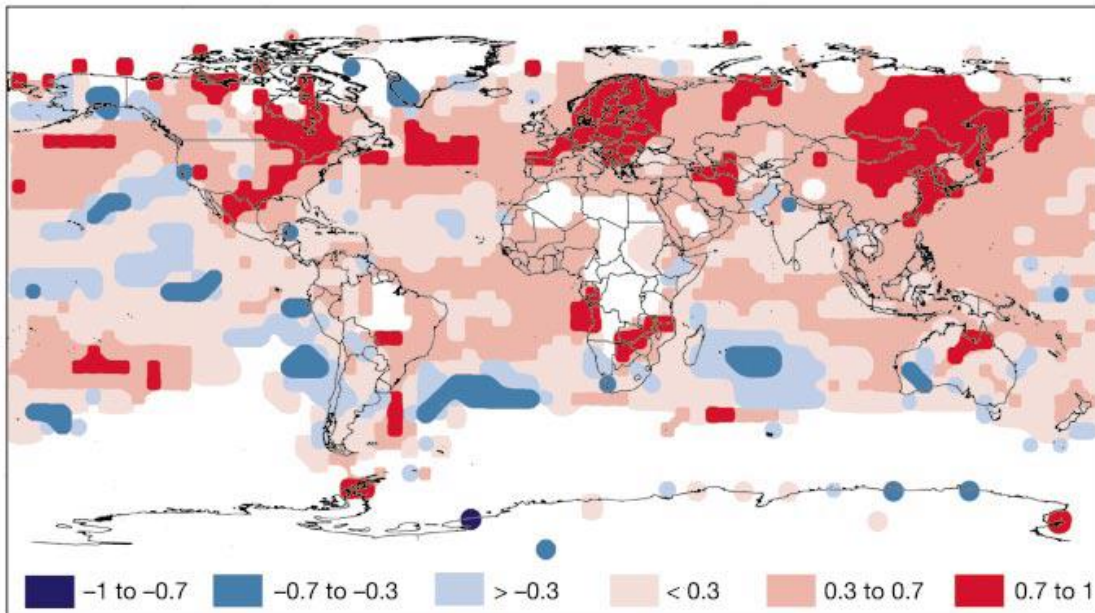 –1 to –0.7 –0.7 to –0.3 > –0.3 < 0.3 0.3 to 0.7 0.7 to 1